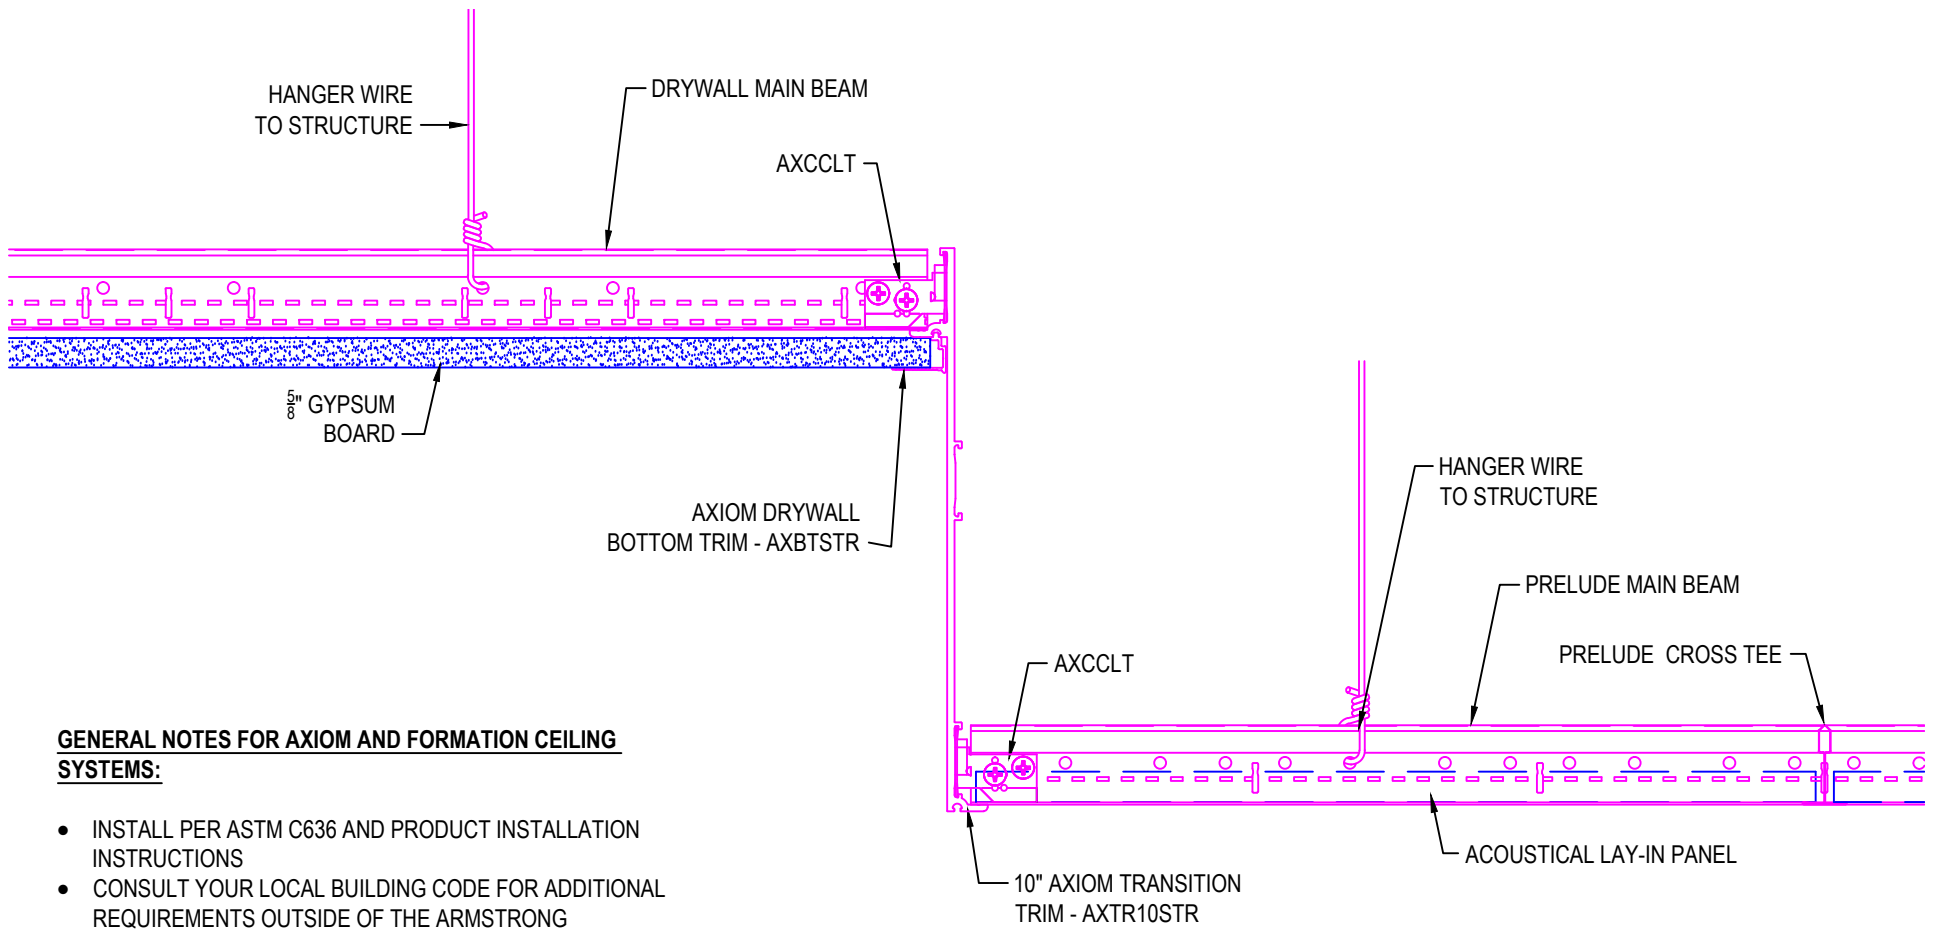 HANGER WIRE
TO STRUCTURE
DRYWALL MAIN BEAM
AXCCLT
5/8" GYPSUM
BOARD
AXIOM DRYWALL
BOTTOM TRIM - AXBTSTR
HANGER WIRE
TO STRUCTURE
PRELUDE MAIN BEAM
PRELUDE CROSS TEE
AXCCLT
ACOUSTICAL LAY-IN PANEL
10" AXIOM TRANSITION
TRIM - AXTR10STR
GENERAL NOTES FOR AXIOM AND FORMATION CEILING
SYSTEMS:
• INSTALL PER ASTM C636 AND PRODUCT INSTALLATION
INSTRUCTIONS
• CONSULT YOUR LOCAL BUILDING CODE FOR ADDITIONAL
REQUIREMENTS OUTSIDE OF THE ARMSTRONG